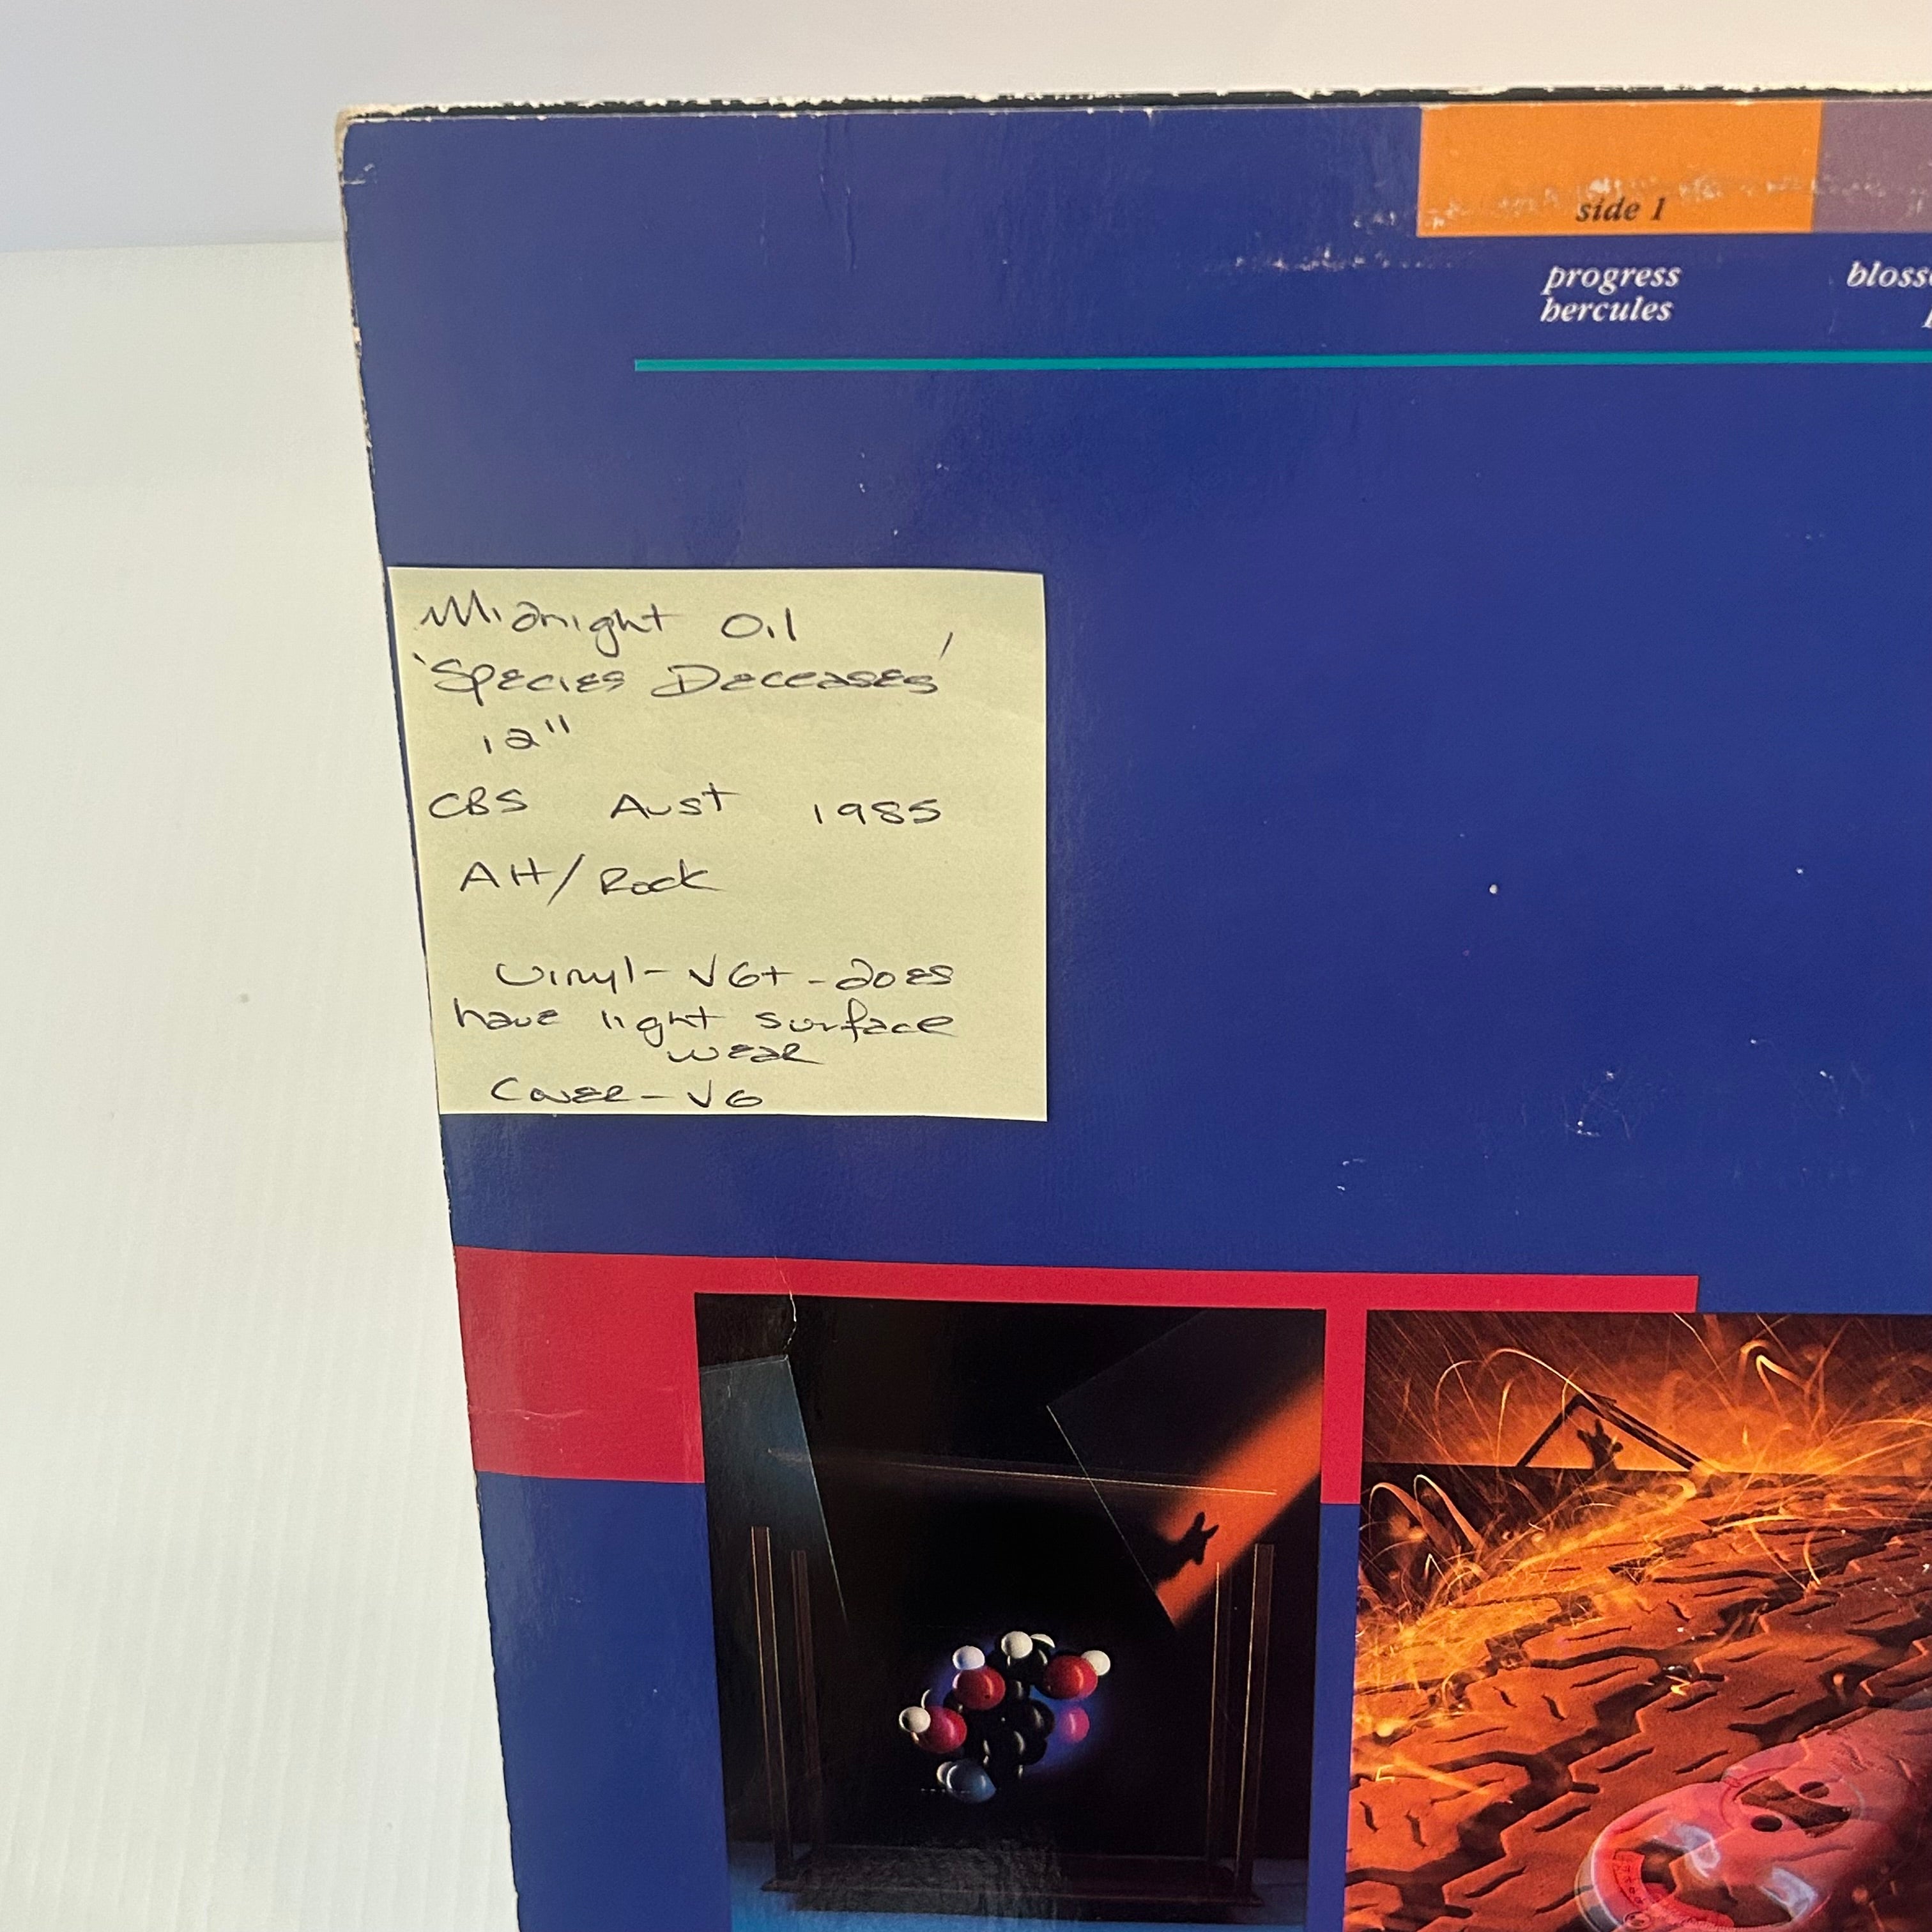 side 1
progress
hercules
Midnight Oil
'Species Deceases'
12"
CBS Aust 1985
Alt/Rock
Vinyl - VG+ - does
have light surface
wear
Cover - VG